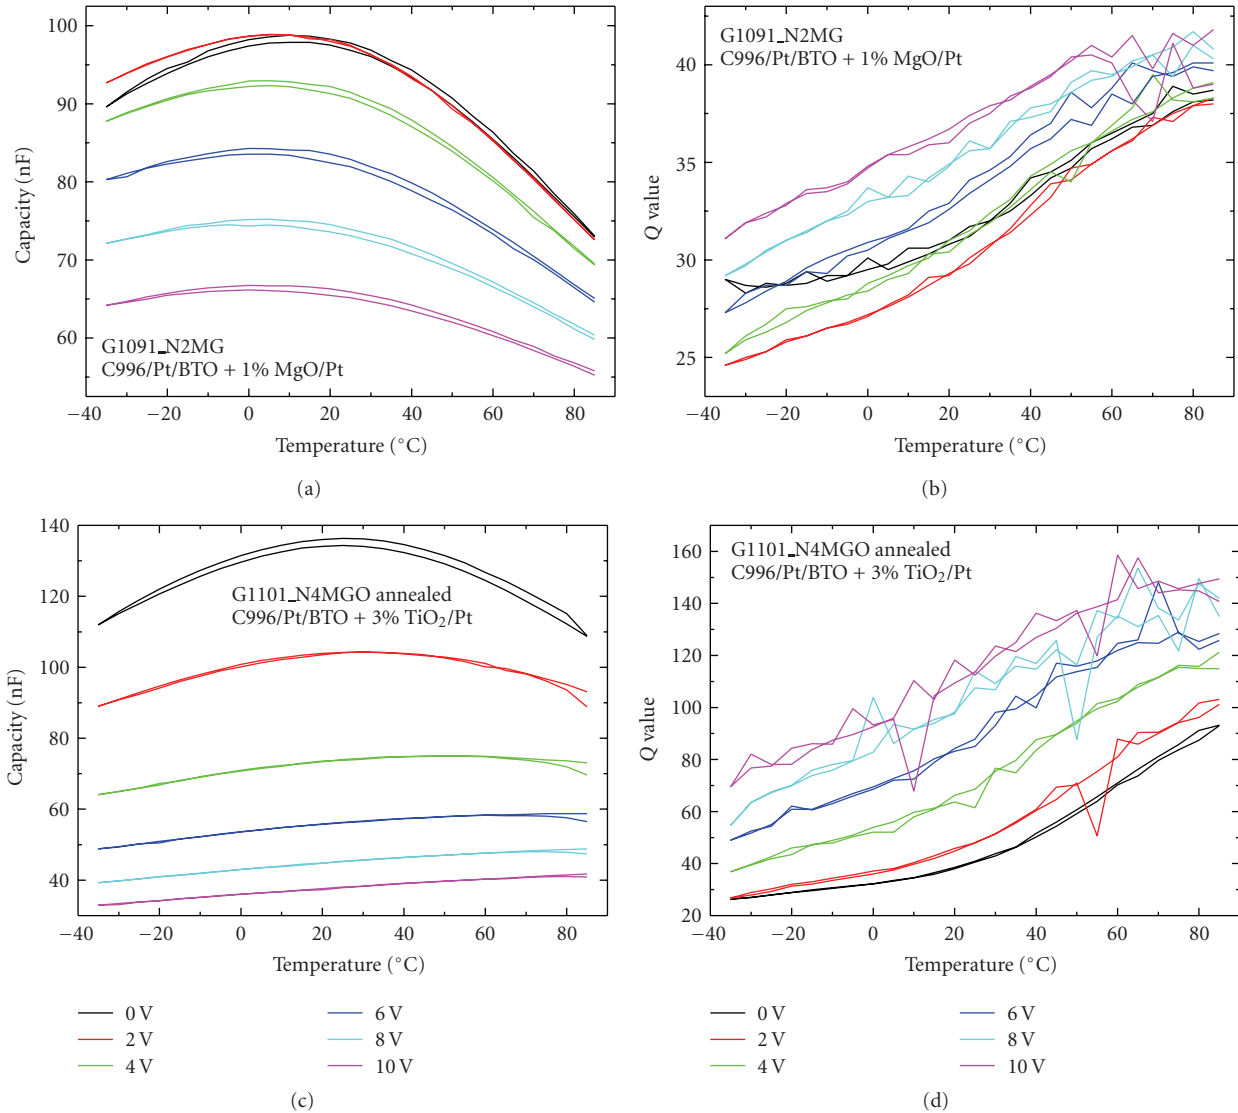 100
90
80
70
60
Capacity (nF)
G1091_N2MG
C996/Pt/BTO + 1% MgO/Pt
−40 −20 0 20 40 60 80
Temperature (°C)
(a)
40
35
30
25
Q value
G1091_N2MG
C996/Pt/BTO + 1% MgO/Pt
−40 −20 0 20 40 60 80
Temperature (°C)
(b)
140
120
100
80
60
40
Capacity (nF)
G1101_N4MGO annealed
C996/Pt/BTO + 3% TiO₂/Pt
−40 −20 0 20 40 60 80
Temperature (°C)
0 V
2 V
4 V
6 V
8 V
10 V
(c)
160
140
120
100
80
60
40
20
Q value
G1101_N4MGO annealed
C996/Pt/BTO + 3% TiO₂/Pt
−40 −20 0 20 40 60 80
Temperature (°C)
0 V
2 V
4 V
6 V
8 V
10 V
(d)